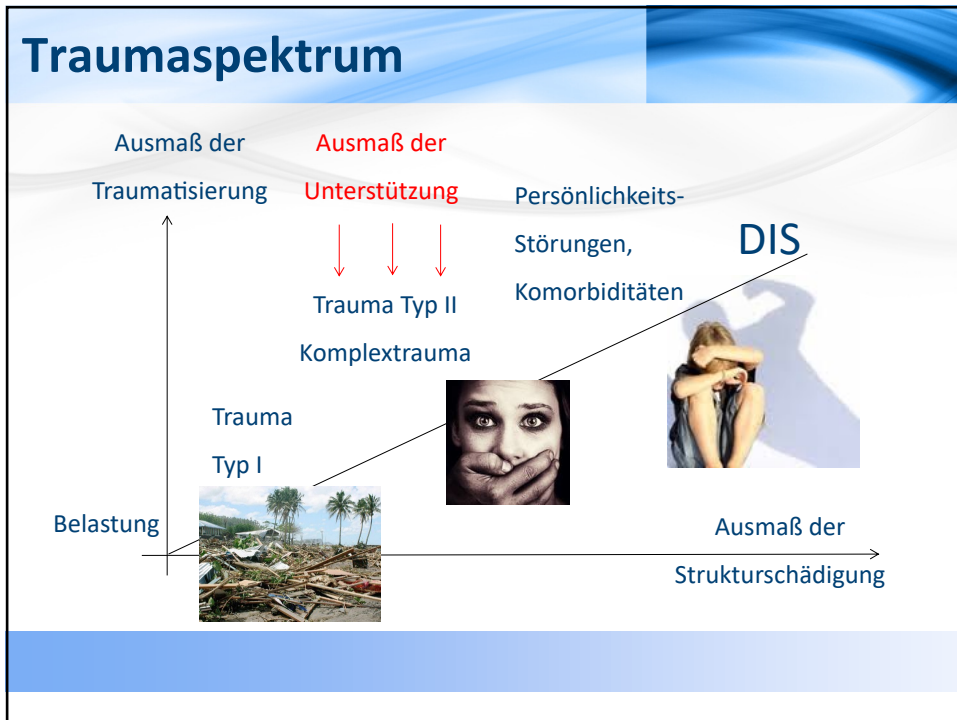 Traumaspektrum
Ausmaß der
Traumatisierung
Ausmaß der
Unterstützung
Persönlichkeits-
Störungen,
Komorbiditäten
DIS
Trauma Typ II
Komplextrauma
Trauma
Typ I
Belastung
Ausmaß der
Strukturschädigung